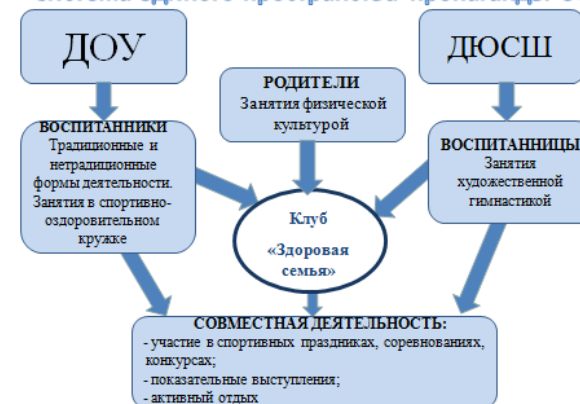 ДОУ
ДЮСШ
РОДИТЕЛИ
Занятия физической
культурой
ВОСПИТАННИКИ
Традиционные и
нетрадиционные
формы деятельности.
Занятия в спортивно-
оздоровительном
кружке
ВОСПИТАННИЦЫ
Занятия
художественной
гимнастикой
Клуб
«Здоровая
семья»
СОВМЕСТНАЯ ДЕЯТЕЛЬНОСТЬ:
- участие в спортивных праздниках, соревнованиях,
конкурсах;
- показательные выступления;
- активный отдых